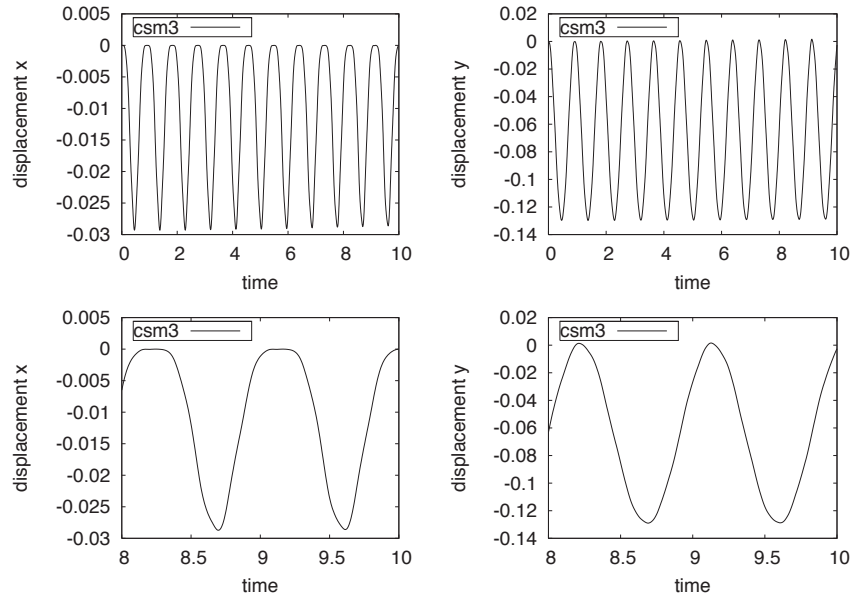 displacement x
0.005
0
-0.005
-0.01
-0.015
-0.02
-0.025
-0.03
csm3
0 2 4 6 8 10
time
displacement y
0.02
0
-0.02
-0.04
-0.06
-0.08
-0.1
-0.12
-0.14
csm3
0 2 4 6 8 10
time
displacement x
0.005
0
-0.005
-0.01
-0.015
-0.02
-0.025
-0.03
csm3
8 8.5 9 9.5 10
time
displacement y
0.02
0
-0.02
-0.04
-0.06
-0.08
-0.1
-0.12
-0.14
csm3
8 8.5 9 9.5 10
time